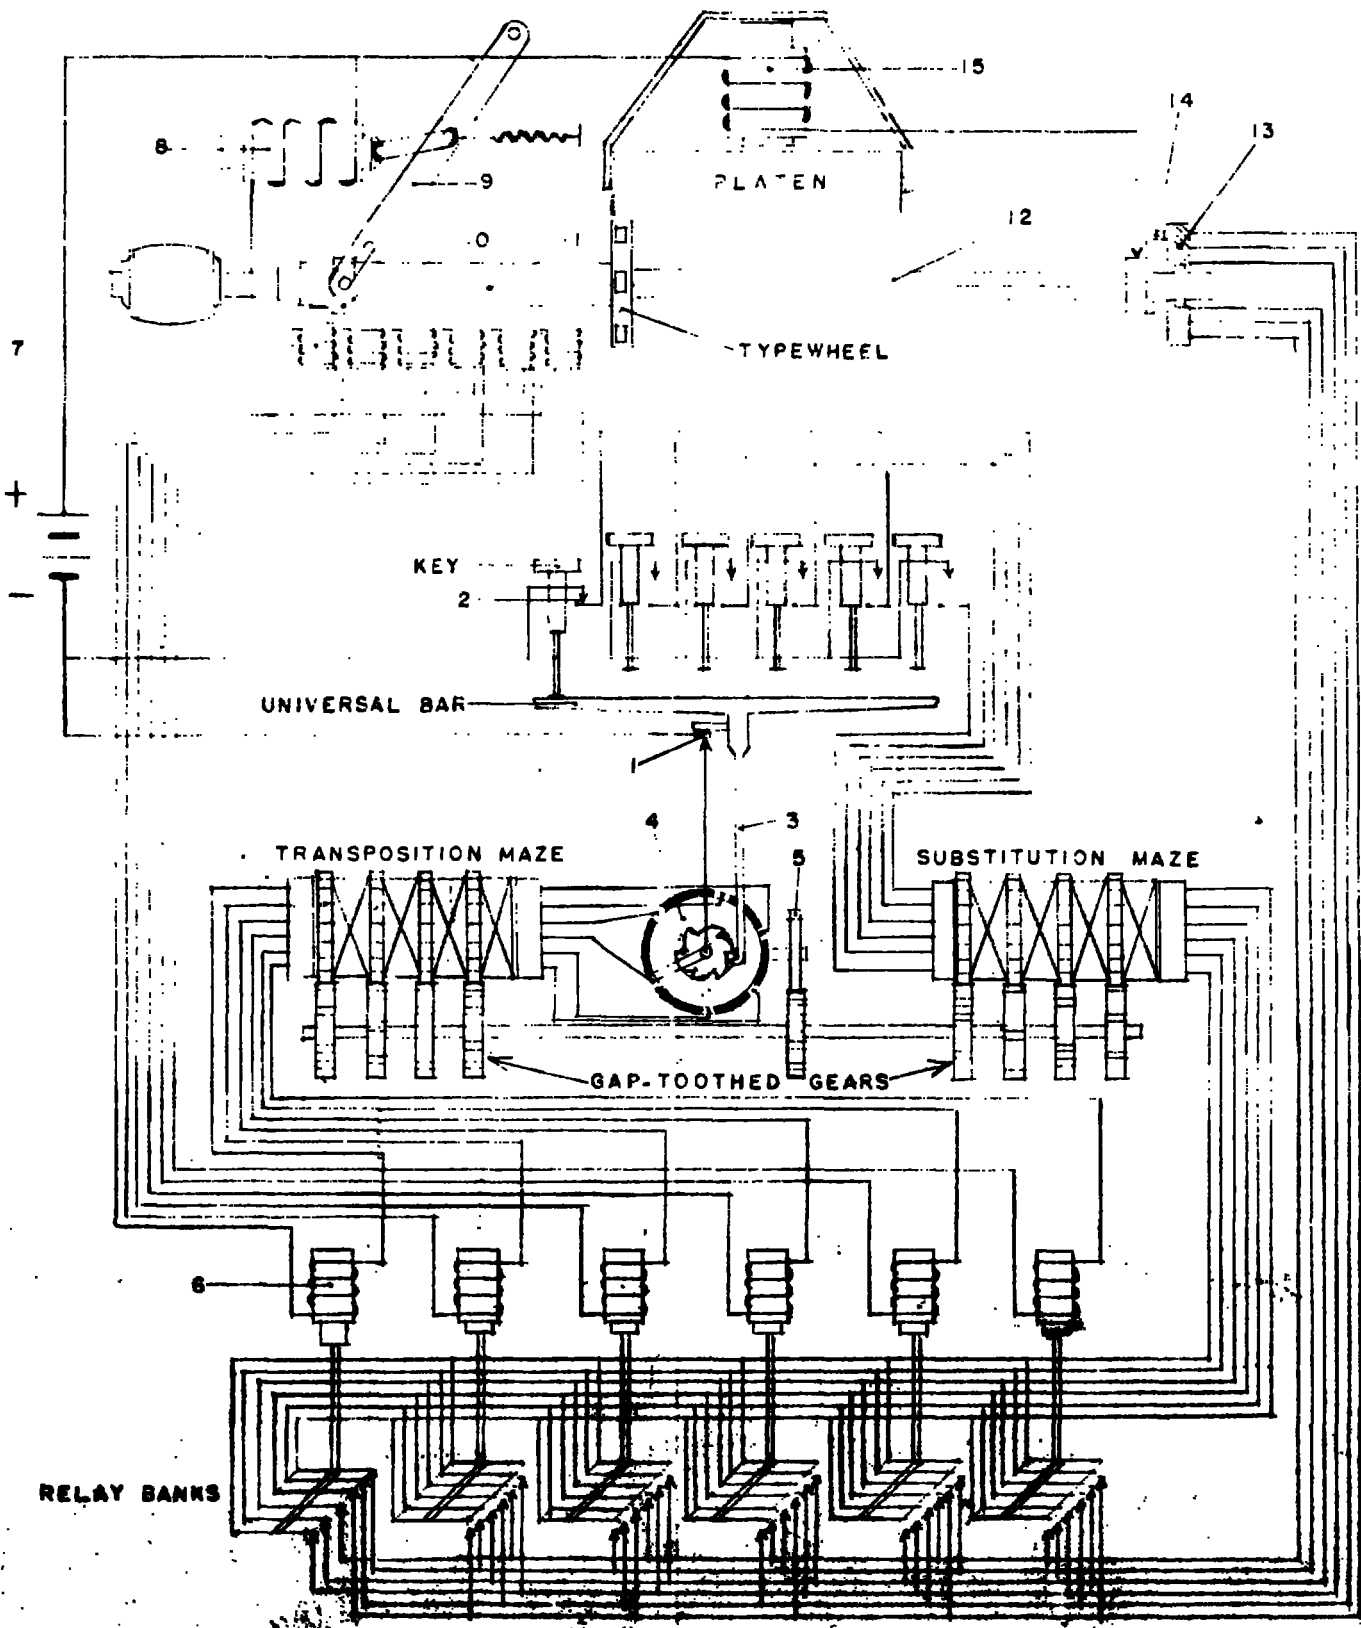 15
14
13
8
9
PLATEN
12
0
1
7
TYPEWHEEL
+
KEY
2
-
UNIVERSAL BAR
1
4
3
TRANSPOSITION MAZE
5
SUBSTITUTION MAZE
GAP-TOOTHED GEARS
6
RELAY BANKS